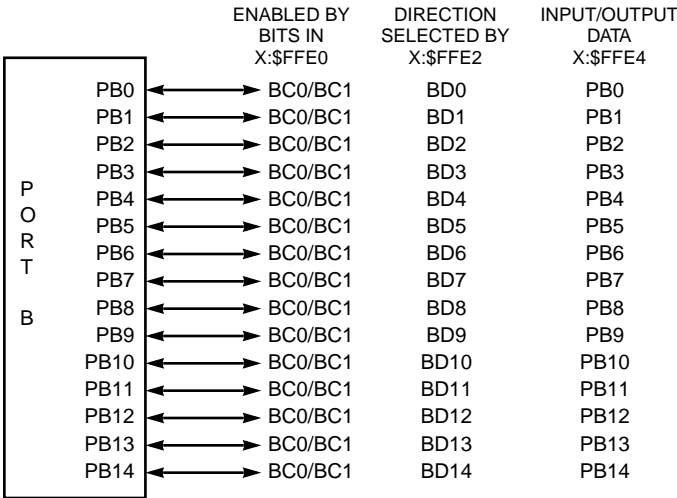 ENABLED BY DIRECTION INPUT/OUTPUT
BITS IN SELECTED BY DATA
X:$FFE0 X:$FFE2 X:$FFE4
PORT B
PB0 BC0/BC1 BD0 PB0
PB1 BC0/BC1 BD1 PB1
PB2 BC0/BC1 BD2 PB2
PB3 BC0/BC1 BD3 PB3
PB4 BC0/BC1 BD4 PB4
PB5 BC0/BC1 BD5 PB5
PB6 BC0/BC1 BD6 PB6
PB7 BC0/BC1 BD7 PB7
PB8 BC0/BC1 BD8 PB8
PB9 BC0/BC1 BD9 PB9
PB10 BC0/BC1 BD10 PB10
PB11 BC0/BC1 BD11 PB11
PB12 BC0/BC1 BD12 PB12
PB13 BC0/BC1 BD13 PB13
PB14 BC0/BC1 BD14 PB14